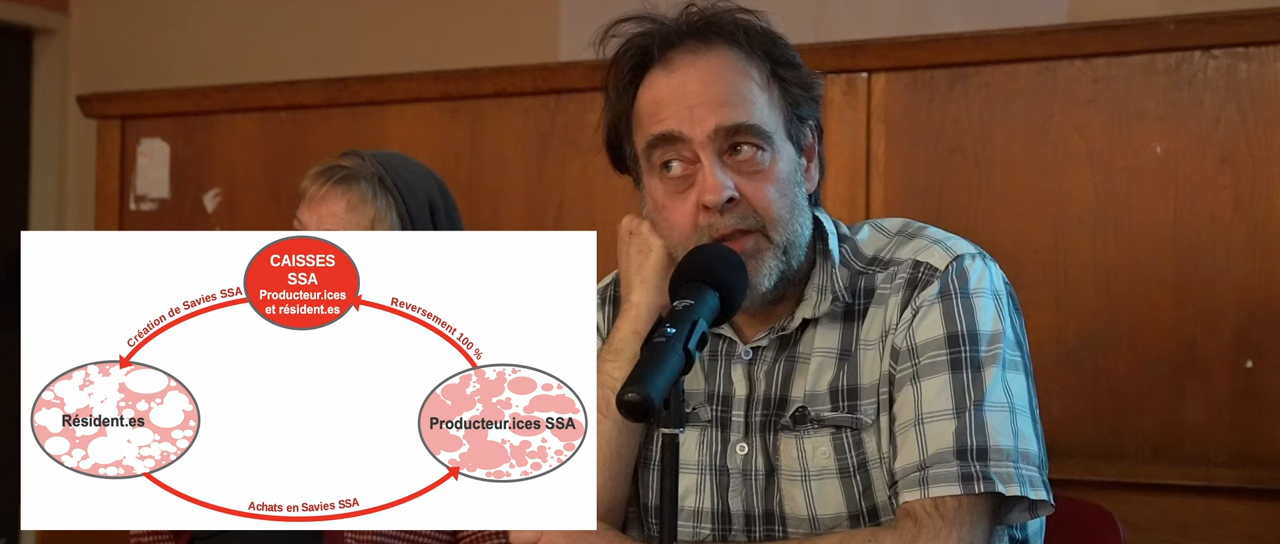 CAISSES
SSA
Producteur.ices
et résident.es
Création de Savies SSA
Reversement 100 %
Résident.es
Producteur.ices SSA
Achats en Savies SSA